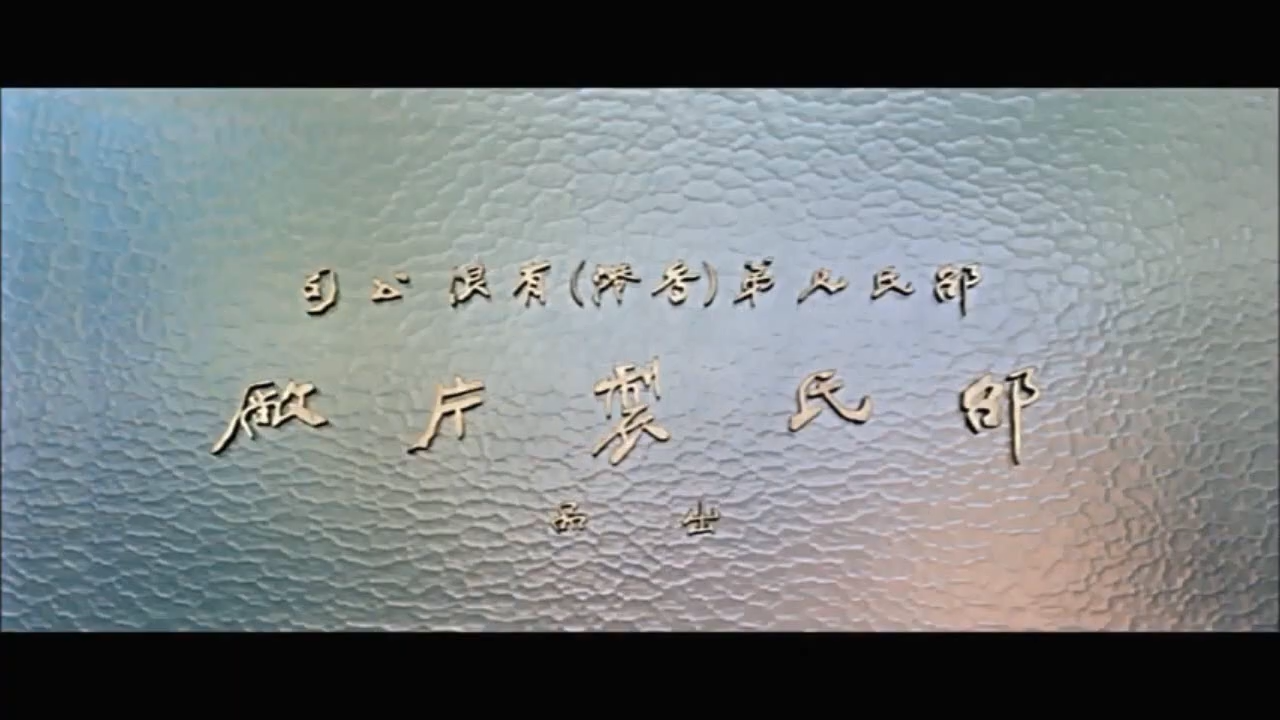 邵氏兄弟(香港)有限公司
邵氏製片廠
出品